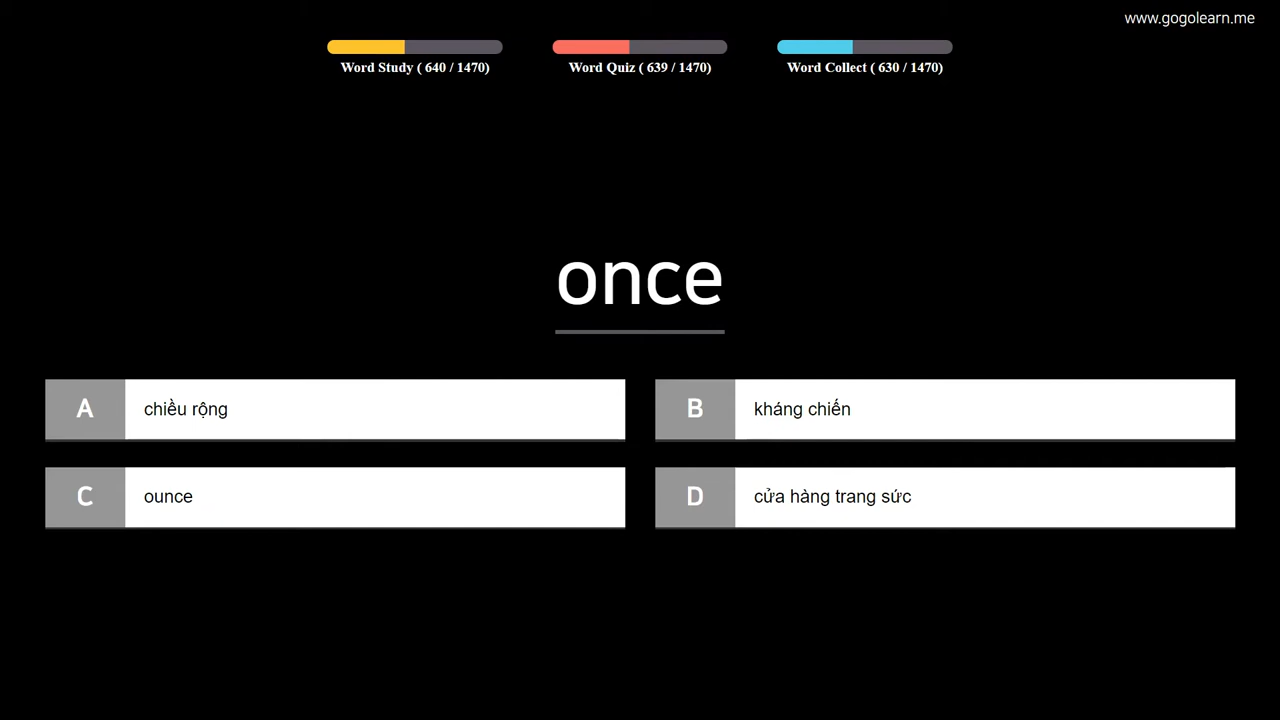 www.gogolearn.me
Word Study ( 640 / 1470)
Word Quiz ( 639 / 1470)
Word Collect ( 630 / 1470)
once
A chiều rộng
B kháng chiến
C ounce
D cửa hàng trang sức